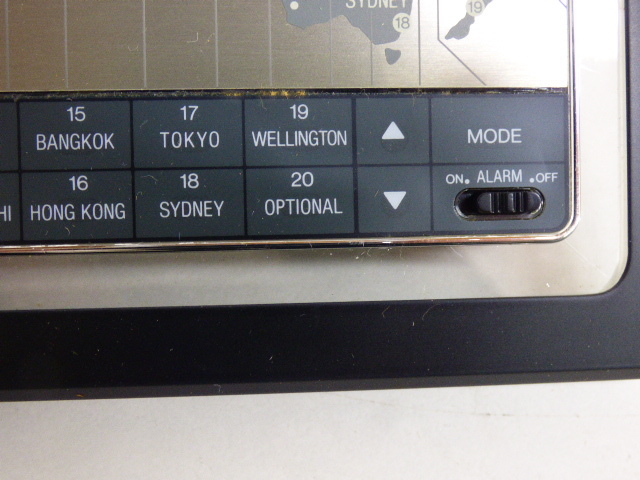 SYDNEY
18
19
15
BANGKOK
17
TOKYO
19
WELLINGTON
▲
MODE
HI
16
HONG KONG
18
SYDNEY
20
OPTIONAL
▼
ON. ALARM .OFF